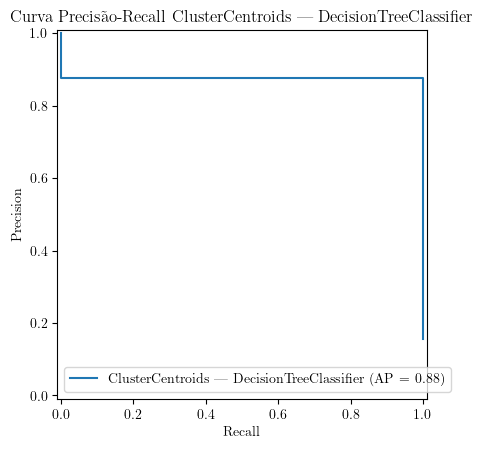 Curva Precisão-Recall ClusterCentroids — DecisionTreeClassifier
1.0
0.8
0.6
0.4
0.2
0.0
Precision
ClusterCentroids — DecisionTreeClassifier (AP = 0.88)
0.0 0.2 0.4 0.6 0.8 1.0
Recall